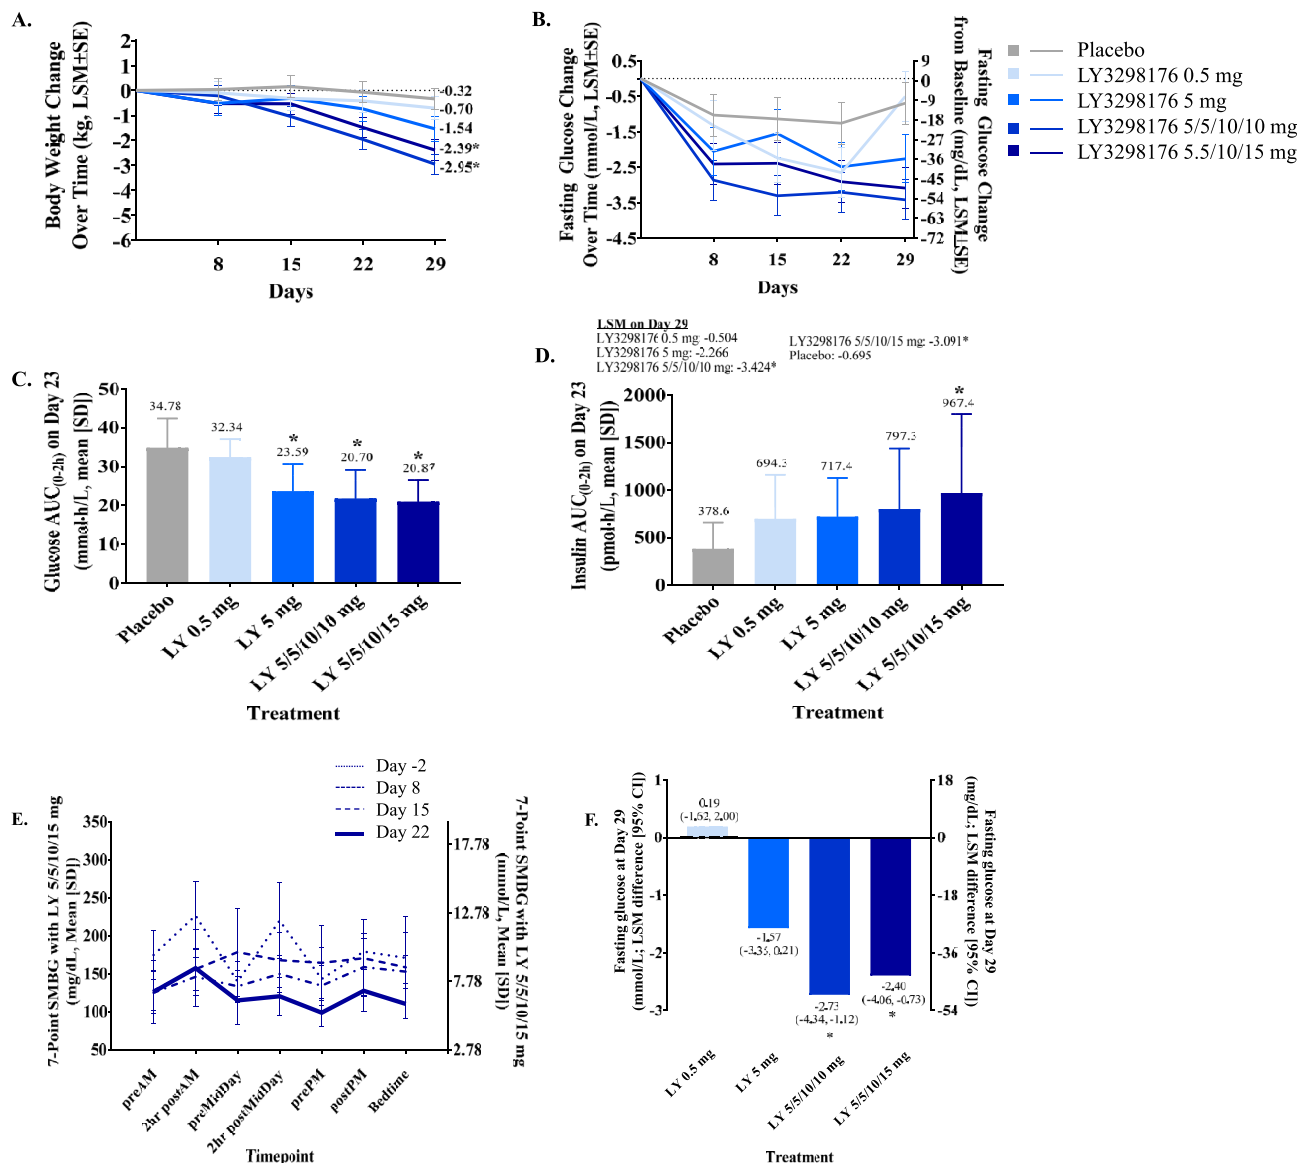 A.
Body Weight Change
Over Time (kg, LSM±SE)
2
1
0
-1
-2
-3
-4
-5
-6
-0.32
-0.70
-1.54
-2.39*
-2.95*
8
15
22
29
Days
B.
Fasting Glucose Change
Over Time (mmol/L, LSM±SE)
0.5
-0.5
-1.5
-2.5
-3.5
-4.5
9
0
-9
-18
-27
-36
-45
-54
-63
-72
Fasting Glucose Change
from Baseline (mg/dL, LSM±SE)
8
15
22
29
Days
Placebo
LY3298176 0.5 mg
LY3298176 5 mg
LY3298176 5/5/10/10 mg
LY3298176 5.5/10/15 mg
LSM on Day 29
LY3298176 0.5 mg: -0.504
LY3298176 5 mg: -2.266
LY3298176 5/5/10/10 mg: -3.424*
LY3298176 5/5/10/15 mg: -3.091*
Placebo: -0.695
C.
Glucose AUC(0-2h) on Day 23
(mmal·h/L, mean [SD])
50
40
30
20
10
0
34.78
32.34
*
23.59
*
20.70
*
20.87
Placebo
LY 0.5 mg
LY 5 mg
LY 5/5/10/10 mg
LY 5/5/10/15 mg
Treatment
D.
Insulin AUC(0-2h) on Day 23
(pmol·h/L, mean [SD])
2000
1500
1000
500
0
378.6
694.3
717.4
797.3
*
967.4
Placebo
LY 0.5 mg
LY 5 mg
LY 5/5/10/10 mg
LY 5/5/10/15 mg
Treatment
E.
Day -2
Day 8
Day 15
Day 22
7-Point SMBG with LY 5/5/10/15 mg
(mg/dL, Mean [SD])
350
300
250
200
150
100
50
17.78
12.78
7.78
2.78
7-Point SMBG with LY 5/5/10/15 mg
(mmol/L, Mean [SD])
preAM
2hr postAM
preMidDay
2hr postMidDay
prePM
postPM
Bedtime
Timepoint
F.
Fasting glucose at Day 29
(mmol/L; LSM difference [95% CI])
1
0
-1
-2
-3
18
0
-18
-36
-54
Fasting glucose at Day 29
(mg/dL; LSM difference [95% CI])
0.19
(-1.62, 2.00)
-1.57
(-3.35, 0.21)
-2.73
(-4.34, -1.12)
*
-2.40
(-4.06, -0.73)
*
LY 0.5 mg
LY 5 mg
LY 5/5/10/10 mg
LY 5/5/10/15 mg
Treatment